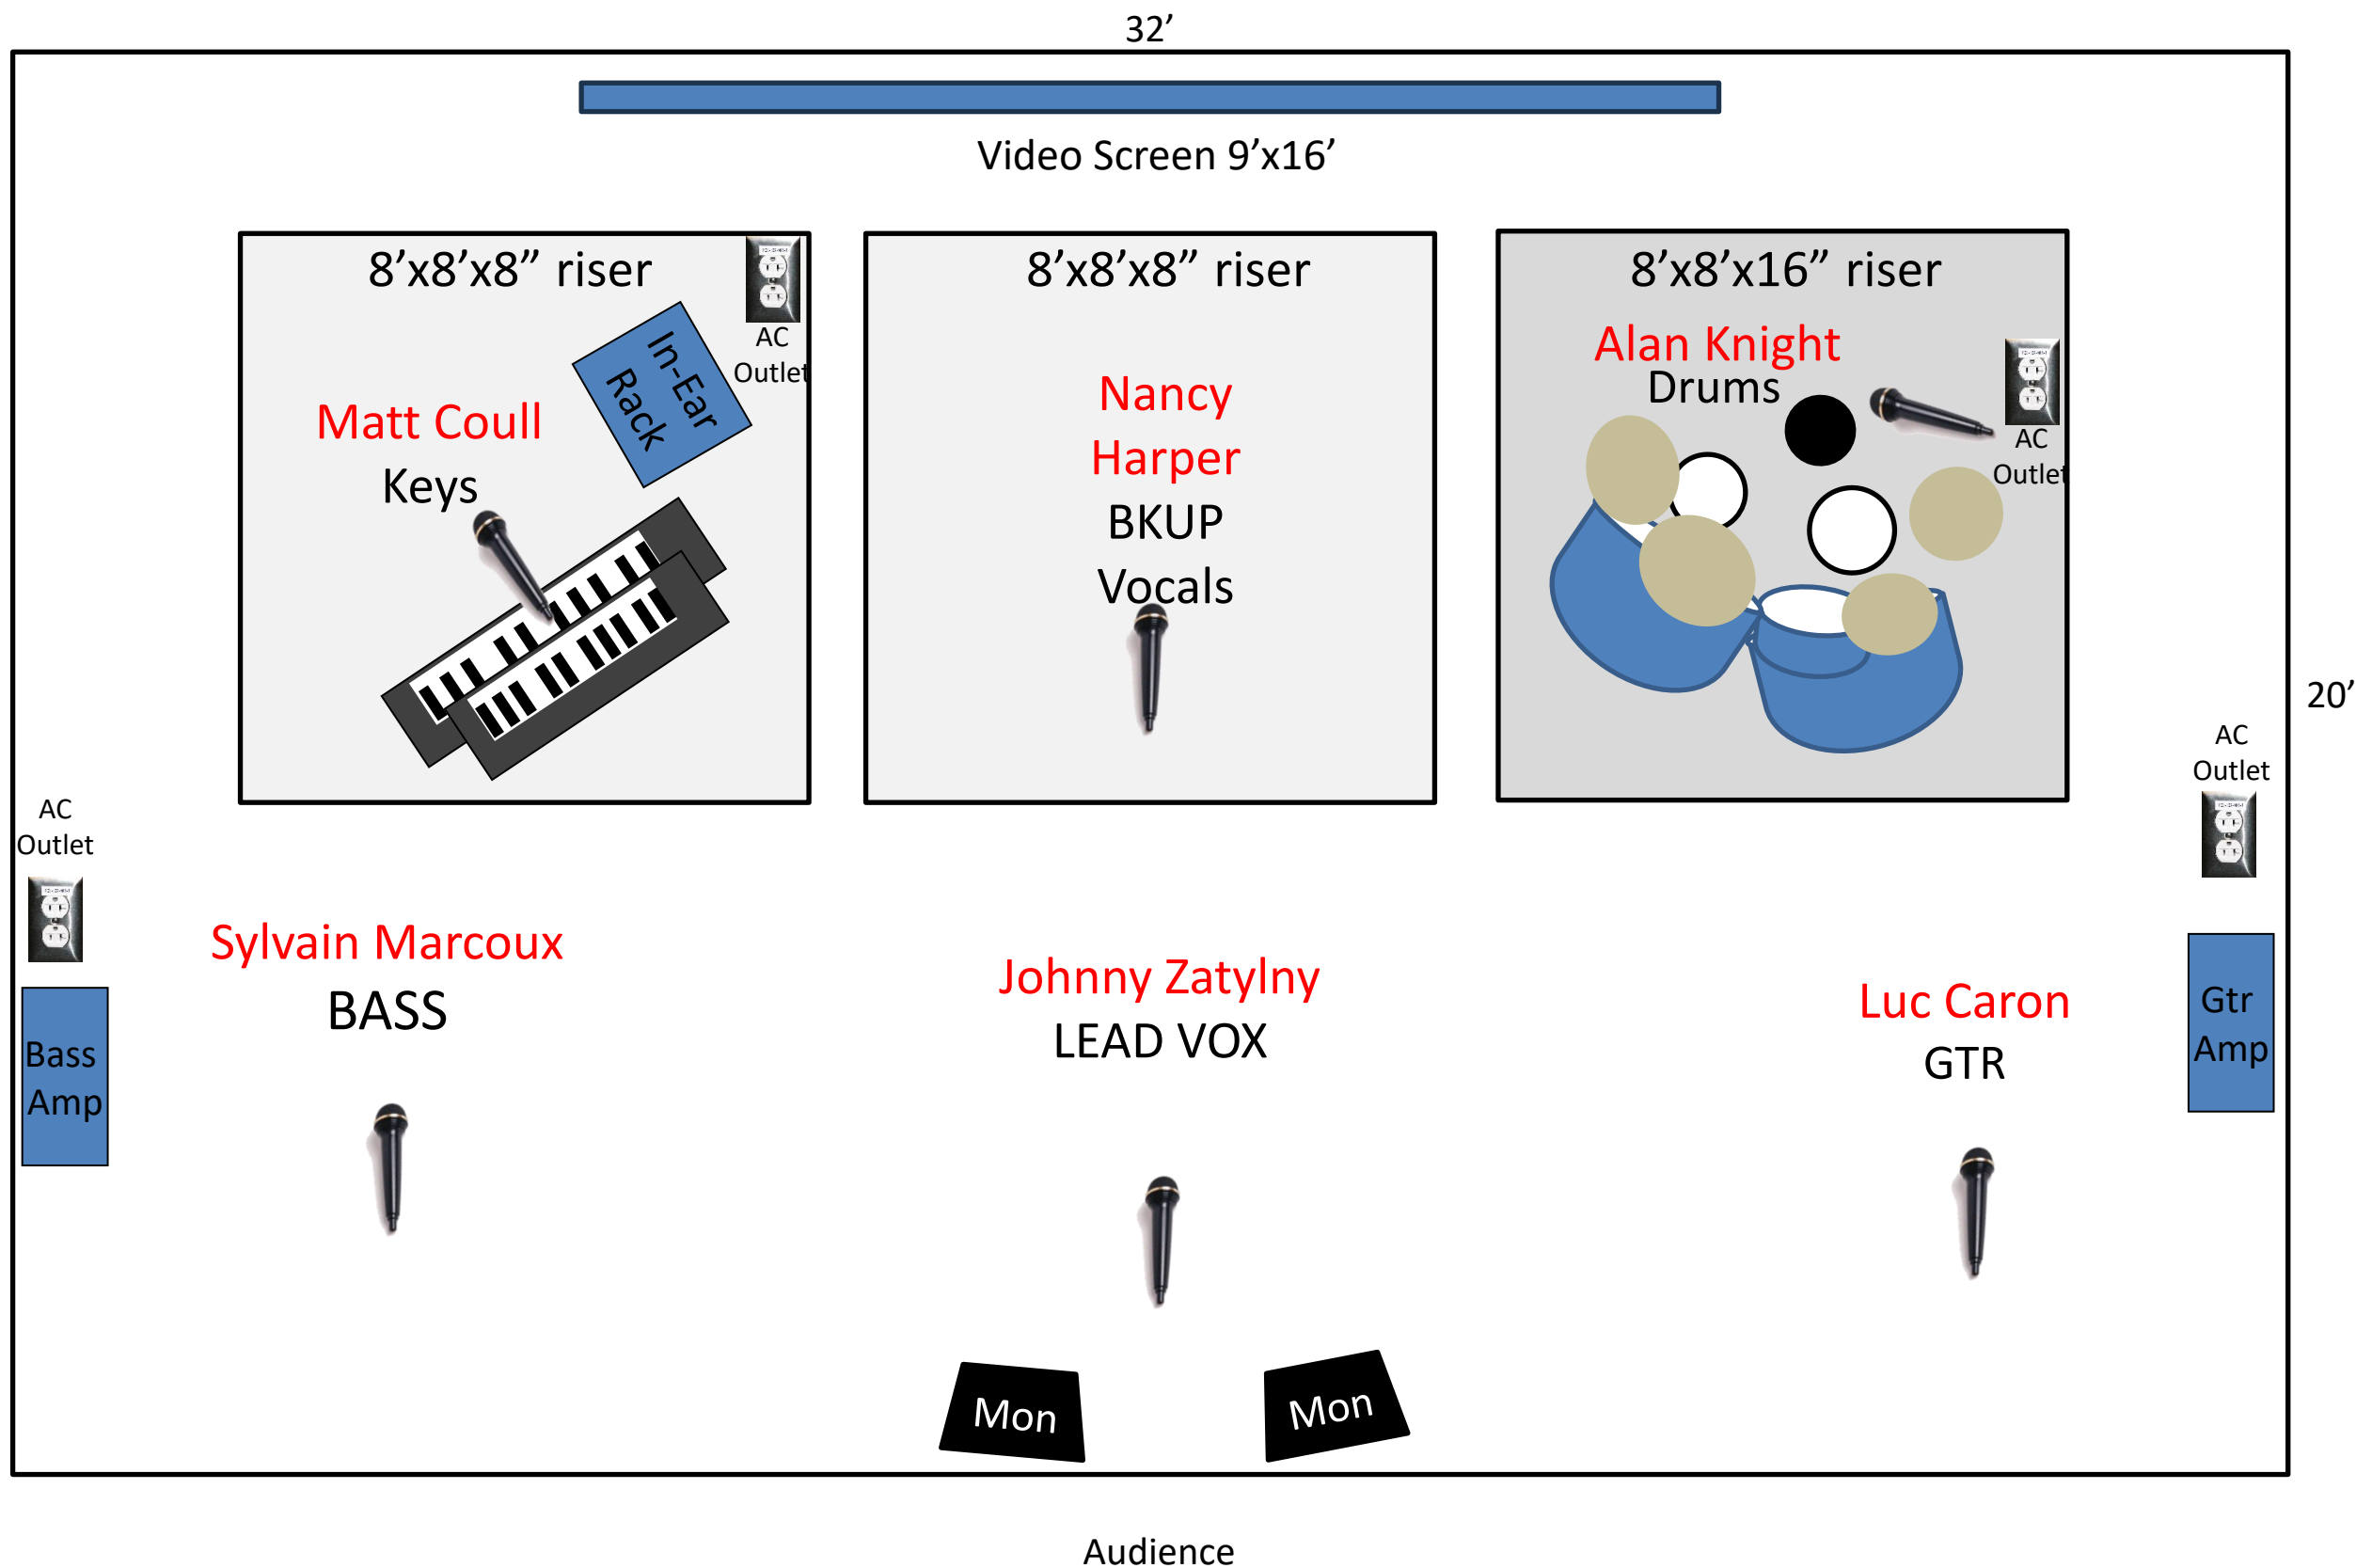 32’
Video Screen 9’x16’
8’x8’x8” riser
AC
Outlet
In-Ear
Rack
Matt Coull
Keys
8’x8’x8” riser
Nancy
Harper
BKUP
Vocals
8’x8’x16” riser
Alan Knight
Drums
AC
Outlet
20’
AC
Outlet
AC
Outlet
Sylvain Marcoux
BASS
Bass
Amp
Johnny Zatylny
LEAD VOX
Luc Caron
GTR
Gtr
Amp
Mon
Mon
Audience